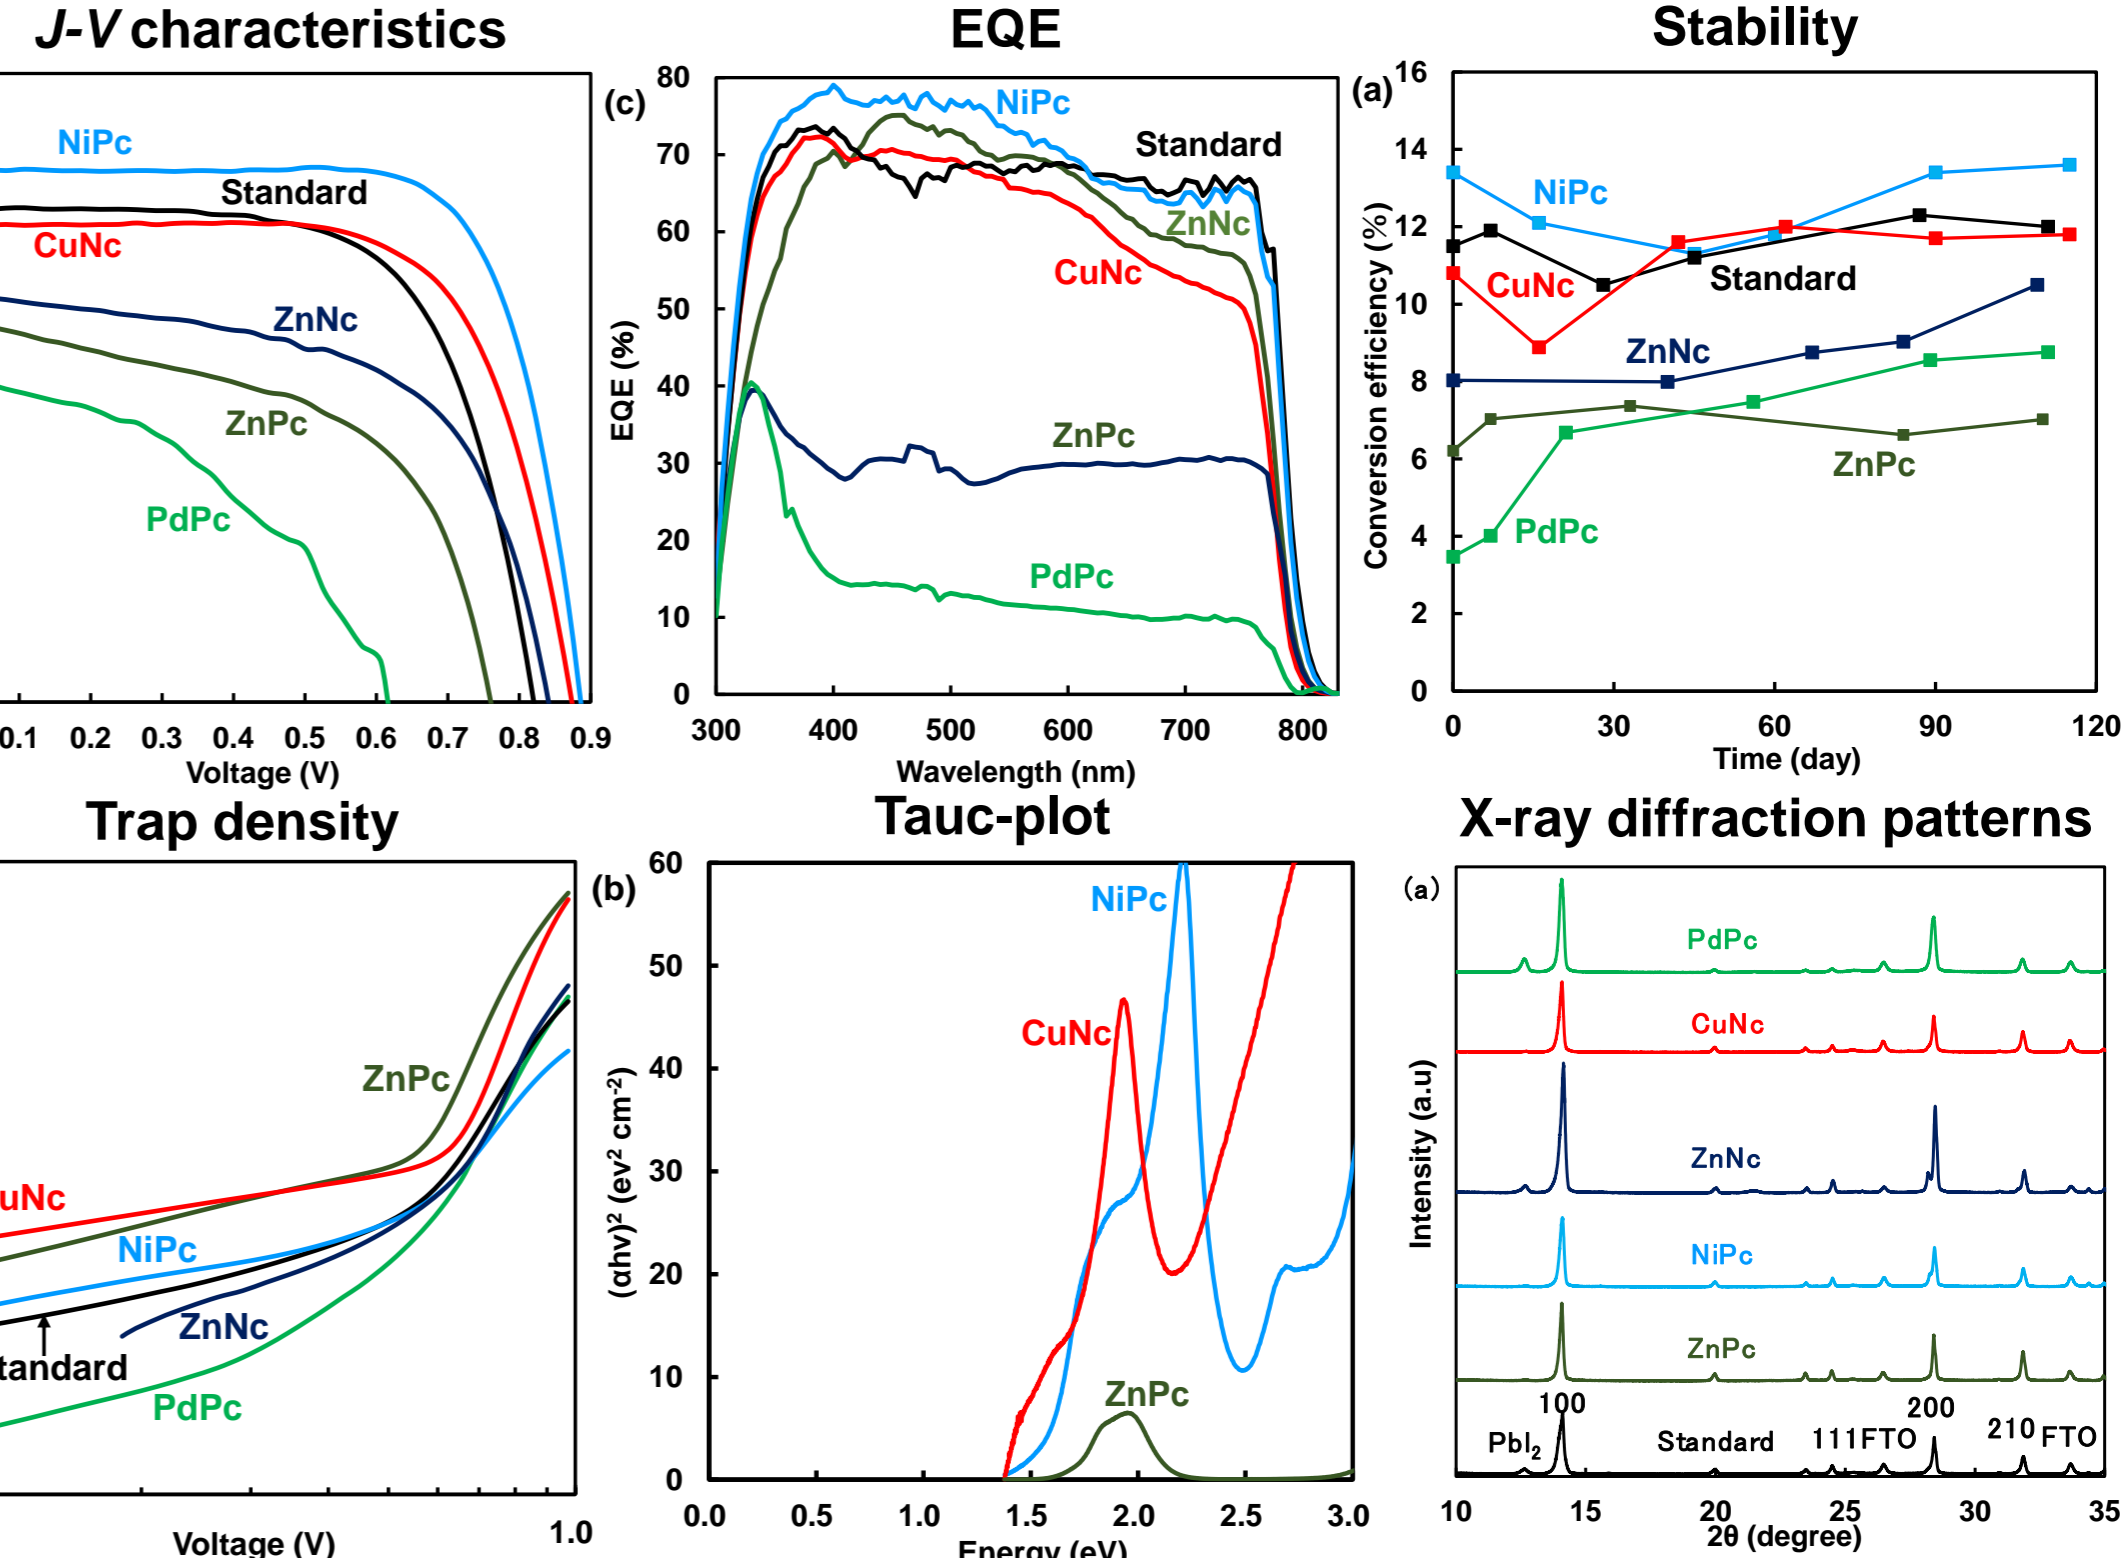 J-V characteristics
EQE
Stability
NiPc
Standard
CuNc
ZnNc
ZnPc
PdPc
0.1 0.2 0.3 0.4 0.5 0.6 0.7 0.8 0.9
Voltage (V)
(c)
80
70
60
50
40
30
20
10
0
EQE (%)
NiPc
Standard
ZnNc
CuNc
ZnPc
PdPc
300 400 500 600 700 800
Wavelength (nm)
(a)
16
14
12
10
8
6
4
2
0
Conversion efficiency (%)
NiPc
CuNc
Standard
ZnNc
ZnPc
PdPc
0 30 60 90 120
Time (day)
Trap density
Tauc-plot
X-ray diffraction patterns
ZnPc
uNc
NiPc
ZnNc
tandard
PdPc
1.0
Voltage (V)
(b)
60
50
40
30
20
10
0
(αhv)² (ev² cm⁻²)
NiPc
CuNc
ZnPc
0.0 0.5 1.0 1.5 2.0 2.5 3.0
Energy (eV)
(a)
Intensity (a.u)
PdPc
CuNc
ZnNc
NiPc
ZnPc
100
200
PbI₂
Standard
111
FTO
210
FTO
10 15 20 25 30 35
2θ (degree)